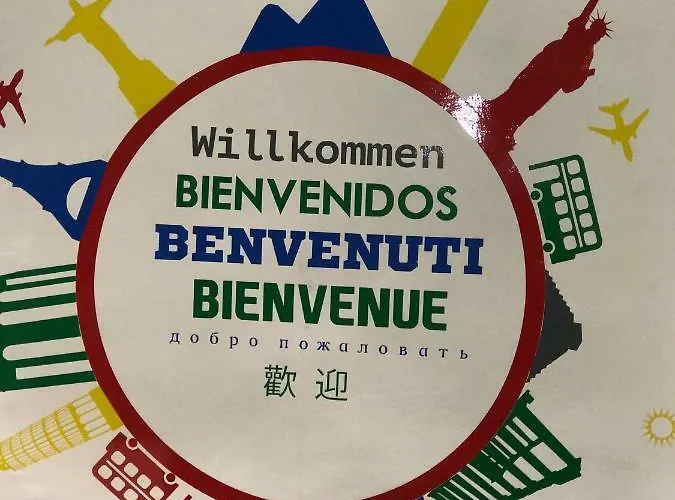 Willkommen
BIENVENIDOS
BENVENUTI
BIENVENUE
добро пожаловать
歡迎